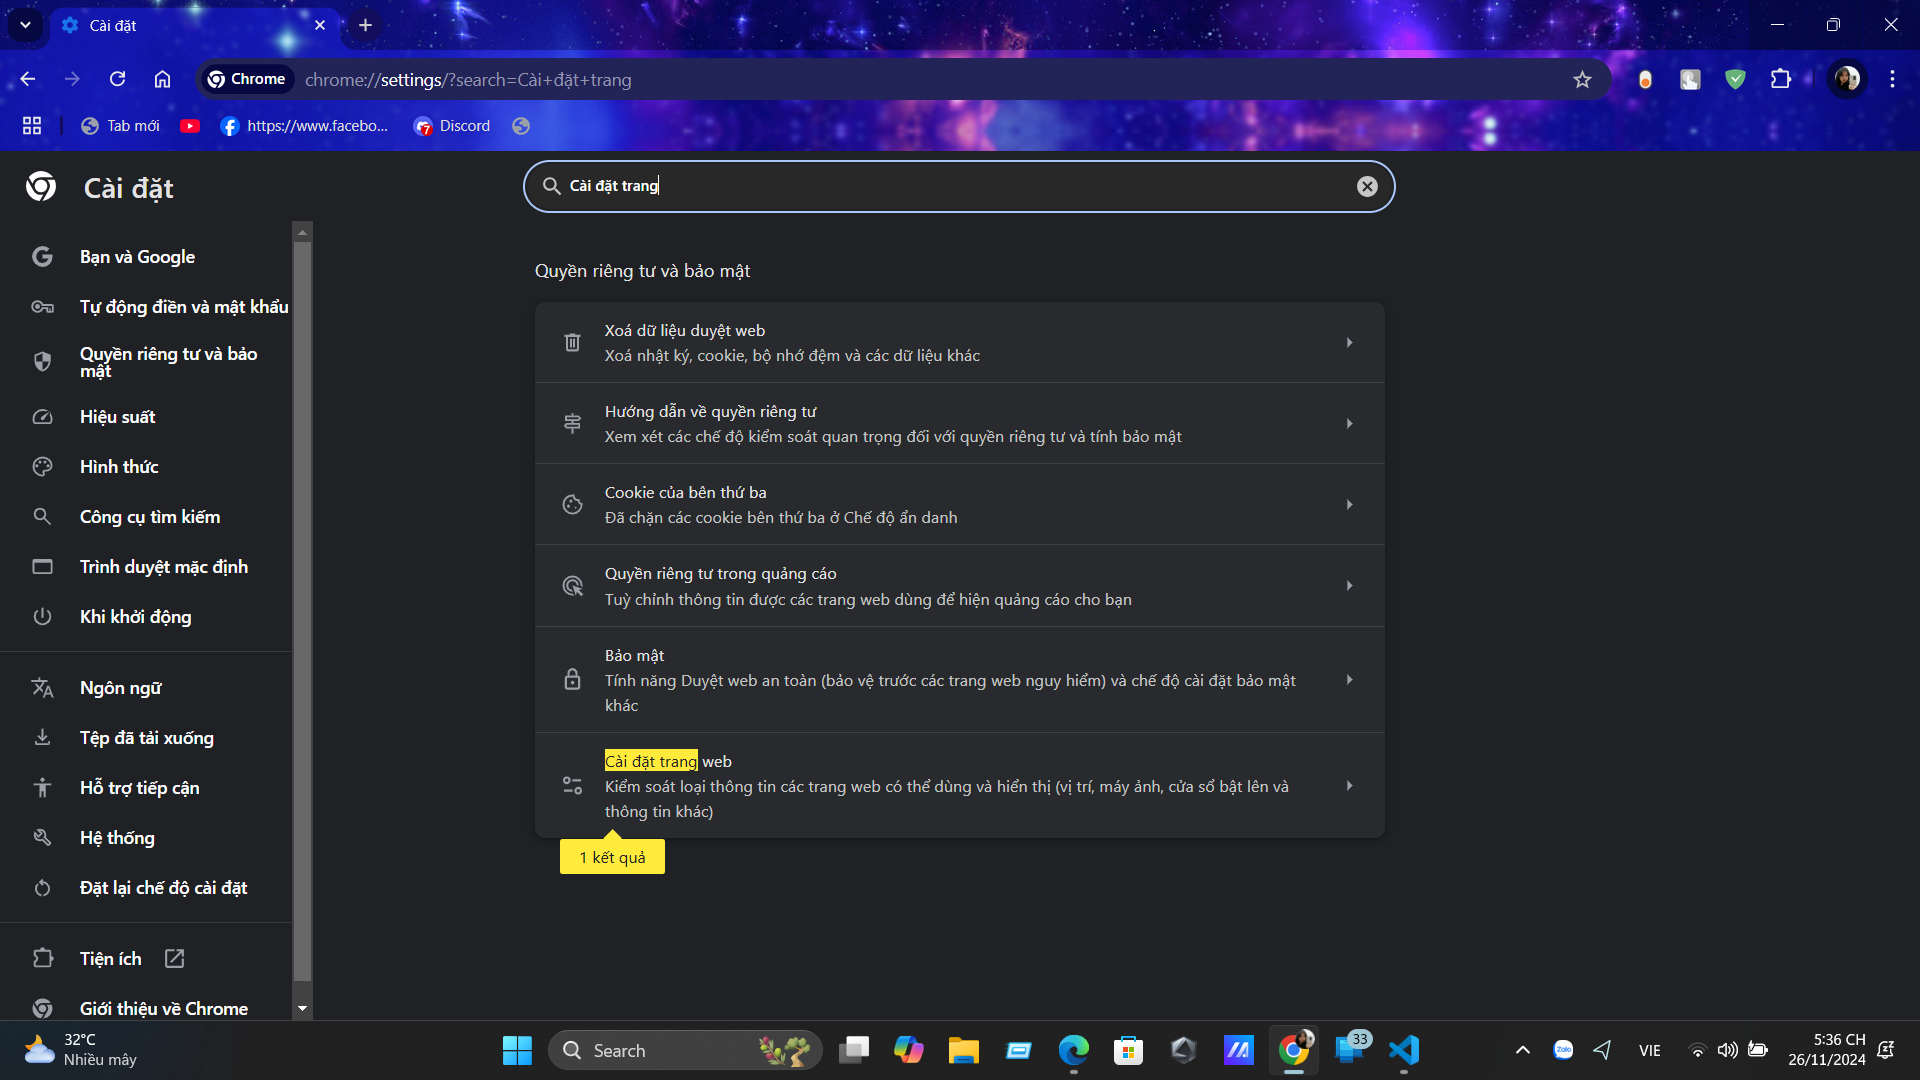 Cài đặt
Chrome
chrome://settings/?search=Cài+đặt+trang
Tab mới
https://www.facebo...
7
Discord
Cài đặt
Cài đặt trang
Bạn và Google
Tự động điền và mật khẩu
Quyền riêng tư và bảo
mật
Hiệu suất
Hình thức
Công cụ tìm kiếm
Trình duyệt mặc định
Khi khởi động
Ngôn ngữ
Tệp đã tải xuống
Hỗ trợ tiếp cận
Hệ thống
Đặt lại chế độ cài đặt
Tiện ích
Giới thiệu về Chrome
Quyền riêng tư và bảo mật
Xoá dữ liệu duyệt web
Xoá nhật ký, cookie, bộ nhớ đệm và các dữ liệu khác
Hướng dẫn về quyền riêng tư
Xem xét các chế độ kiểm soát quan trọng đối với quyền riêng tư và tính bảo mật
Cookie của bên thứ ba
Đã chặn các cookie bên thứ ba ở Chế độ ẩn danh
Quyền riêng tư trong quảng cáo
Tuỳ chỉnh thông tin được các trang web dùng để hiện quảng cáo cho bạn
Bảo mật
Tính năng Duyệt web an toàn (bảo vệ trước các trang web nguy hiểm) và chế độ cài đặt bảo mật
khác
Cài đặt trang web
Kiểm soát loại thông tin các trang web có thể dùng và hiển thị (vị trí, máy ảnh, cửa sổ bật lên và
thông tin khác)
1 kết quả
32°C
Nhiều mây
Search
33
Zalo
VIE
5:36 CH
26/11/2024